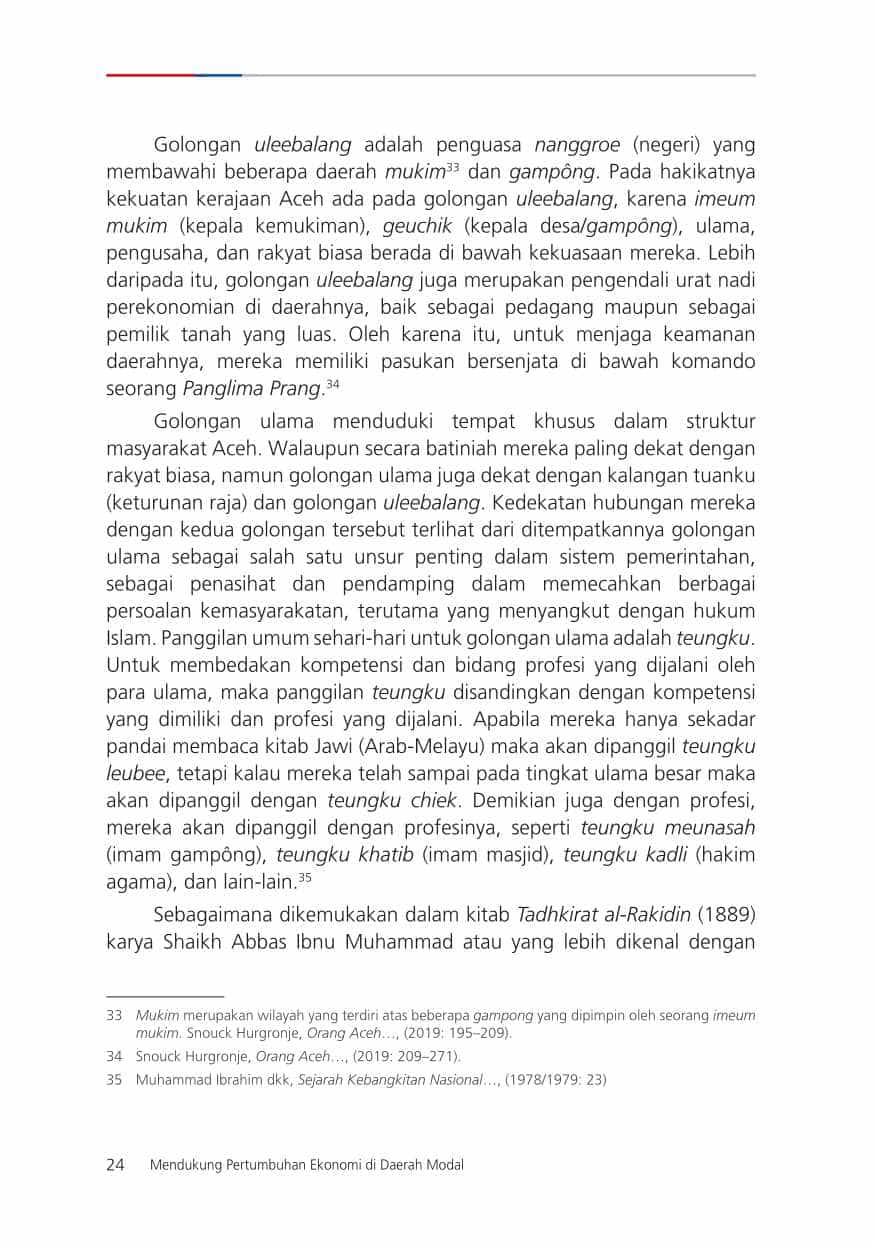 Golongan uleebalang adalah penguasa nanggroe (negeri) yang
membawahi beberapa daerah mukim33 dan gampông. Pada hakikatnya
kekuatan kerajaan Aceh ada pada golongan uleebalang, karena imeum
mukim (kepala kemukiman), geuchik (kepala desa/gampông), ulama,
pengusaha, dan rakyat biasa berada di bawah kekuasaan mereka. Lebih
daripada itu, golongan uleebalang juga merupakan pengendali urat nadi
perekonomian di daerahnya, baik sebagai pedagang maupun sebagai
pemilik tanah yang luas. Oleh karena itu, untuk menjaga keamanan
daerahnya, mereka memiliki pasukan bersenjata di bawah komando
seorang Panglima Prang.34
Golongan ulama menduduki tempat khusus dalam struktur
masyarakat Aceh. Walaupun secara batiniah mereka paling dekat dengan
rakyat biasa, namun golongan ulama juga dekat dengan kalangan tuanku
(keturunan raja) dan golongan uleebalang. Kedekatan hubungan mereka
dengan kedua golongan tersebut terlihat dari ditempatkannya golongan
ulama sebagai salah satu unsur penting dalam sistem pemerintahan,
sebagai penasihat dan pendamping dalam memecahkan berbagai
persoalan kemasyarakatan, terutama yang menyangkut dengan hukum
Islam. Panggilan umum sehari-hari untuk golongan ulama adalah teungku.
Untuk membedakan kompetensi dan bidang profesi yang dijalani oleh
para ulama, maka panggilan teungku disandingkan dengan kompetensi
yang dimiliki dan profesi yang dijalani. Apabila mereka hanya sekadar
pandai membaca kitab Jawi (Arab-Melayu) maka akan dipanggil teungku
leubee, tetapi kalau mereka telah sampai pada tingkat ulama besar maka
akan dipanggil dengan teungku chiek. Demikian juga dengan profesi,
mereka akan dipanggil dengan profesinya, seperti teungku meunasah
(imam gampông), teungku khatib (imam masjid), teungku kadli (hakim
agama), dan lain-lain.35
Sebagaimana dikemukakan dalam kitab Tadhkirat al-Rakidin (1889)
karya Shaikh Abbas Ibnu Muhammad atau yang lebih dikenal dengan
33 Mukim merupakan wilayah yang terdiri atas beberapa gampong yang dipimpin oleh seorang imeum
mukim. Snouck Hurgronje, Orang Aceh…, (2019: 195–209).
34 Snouck Hurgronje, Orang Aceh…, (2019: 209–271).
35 Muhammad Ibrahim dkk, Sejarah Kebangkitan Nasional…, (1978/1979: 23)
24 Mendukung Pertumbuhan Ekonomi di Daerah Modal